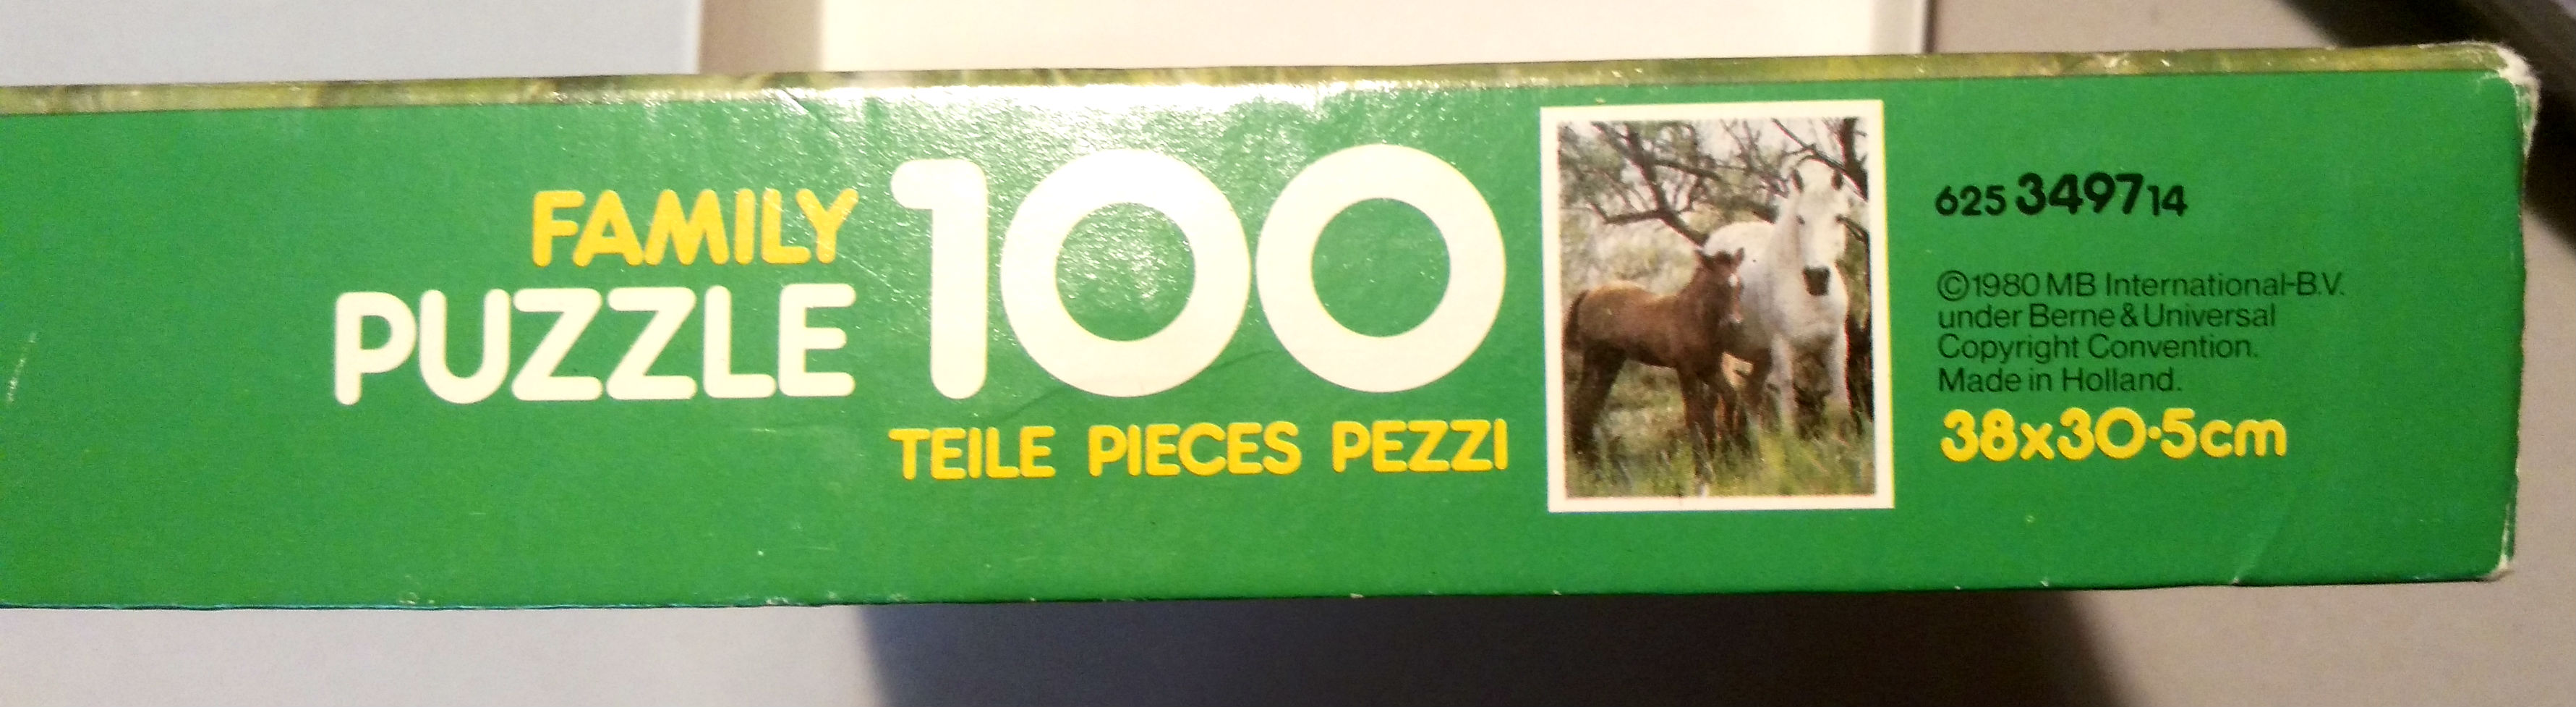 FAMILY
PUZZLE
100
TEILE PIECES PEZZI
625 3497 14
©1980 MB International-B.V.
under Berne & Universal
Copyright Convention.
Made in Holland.
38x30·5cm